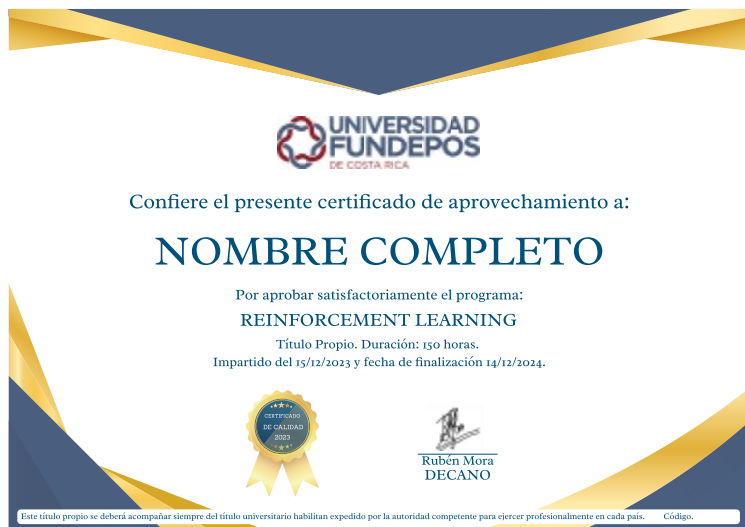 UNIVERSIDAD
FUNDEPOS
DE COSTA RICA
Confiere el presente certificado de aprovechamiento a:
NOMBRE COMPLETO
Por aprobar satisfactoriamente el programa:
REINFORCEMENT LEARNING
Título Propio. Duración: 150 horas.
Impartido del 15/12/2023 y fecha de finalización 14/12/2024.
CERTIFICADO
DE CALIDAD
2023
Rubén Mora
DECANO
Este título propio se deberá acompañar siempre del título universitario habilitan expedido por la autoridad competente para ejercer profesionalmente en cada país. Código.